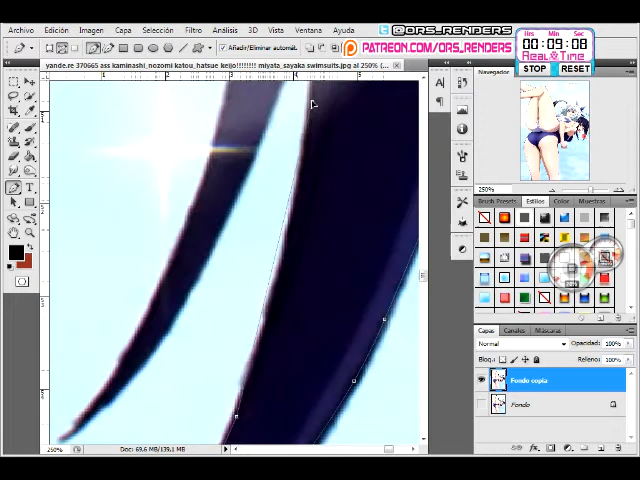 Archivo Edición Imagen Capa Selección Filtro Análisis 3D Vista Ventana Ayuda
@ORS_RENDERS
PATREON.COM/ORS_RENDERS
Hrs Min Sec
00:09:08
Real Time
STOP RESET
Añadir/Eliminar automát.
yande.re 370665 ass kaminashi_nozomi katou_hatsue keijo!!!!!!!! miyata_sayaka swimsuits.jpg al 250% (...
Navegador
250%
Brush Presets Estilos Color Muestras
Capas Canales Máscaras
Normal Opacidad: 100%
Bloq.: Relleno: 100%
Fondo copia
Fondo
250% Doc: 69,6 MB/139,1 MB